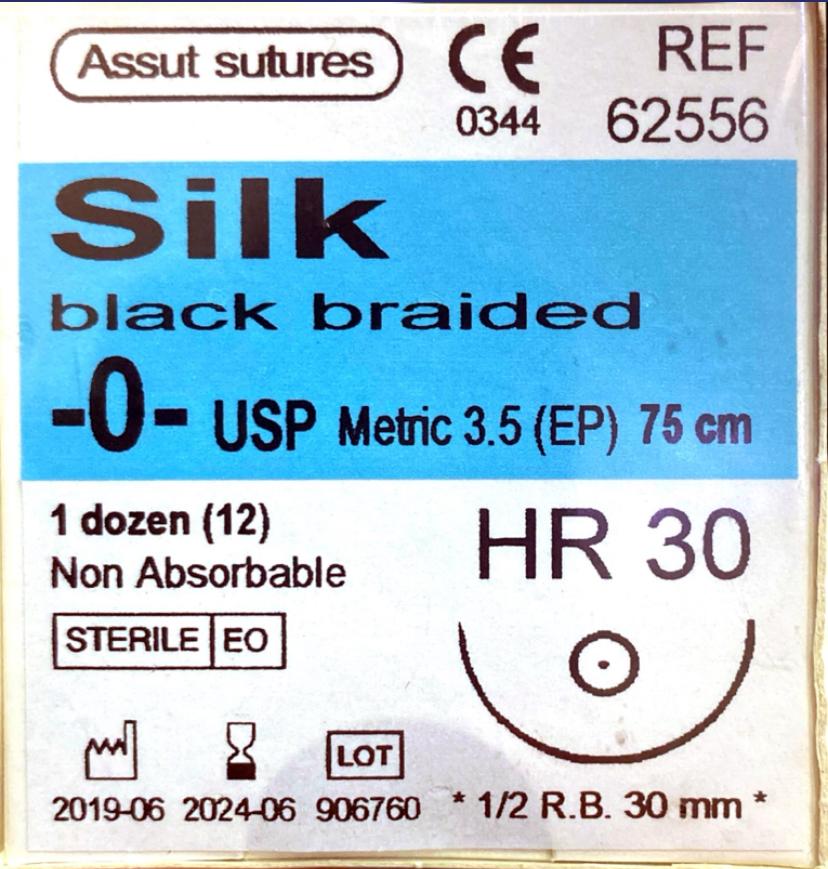 Assut sutures
CE
0344
REF
62556
Silk
black braided
-0- USP Metric 3.5 (EP) 75 cm
1 dozen (12)
Non Absorbable
STERILE EO
HR 30
2019-06 2024-06 LOT 906760
* 1/2 R.B. 30 mm *